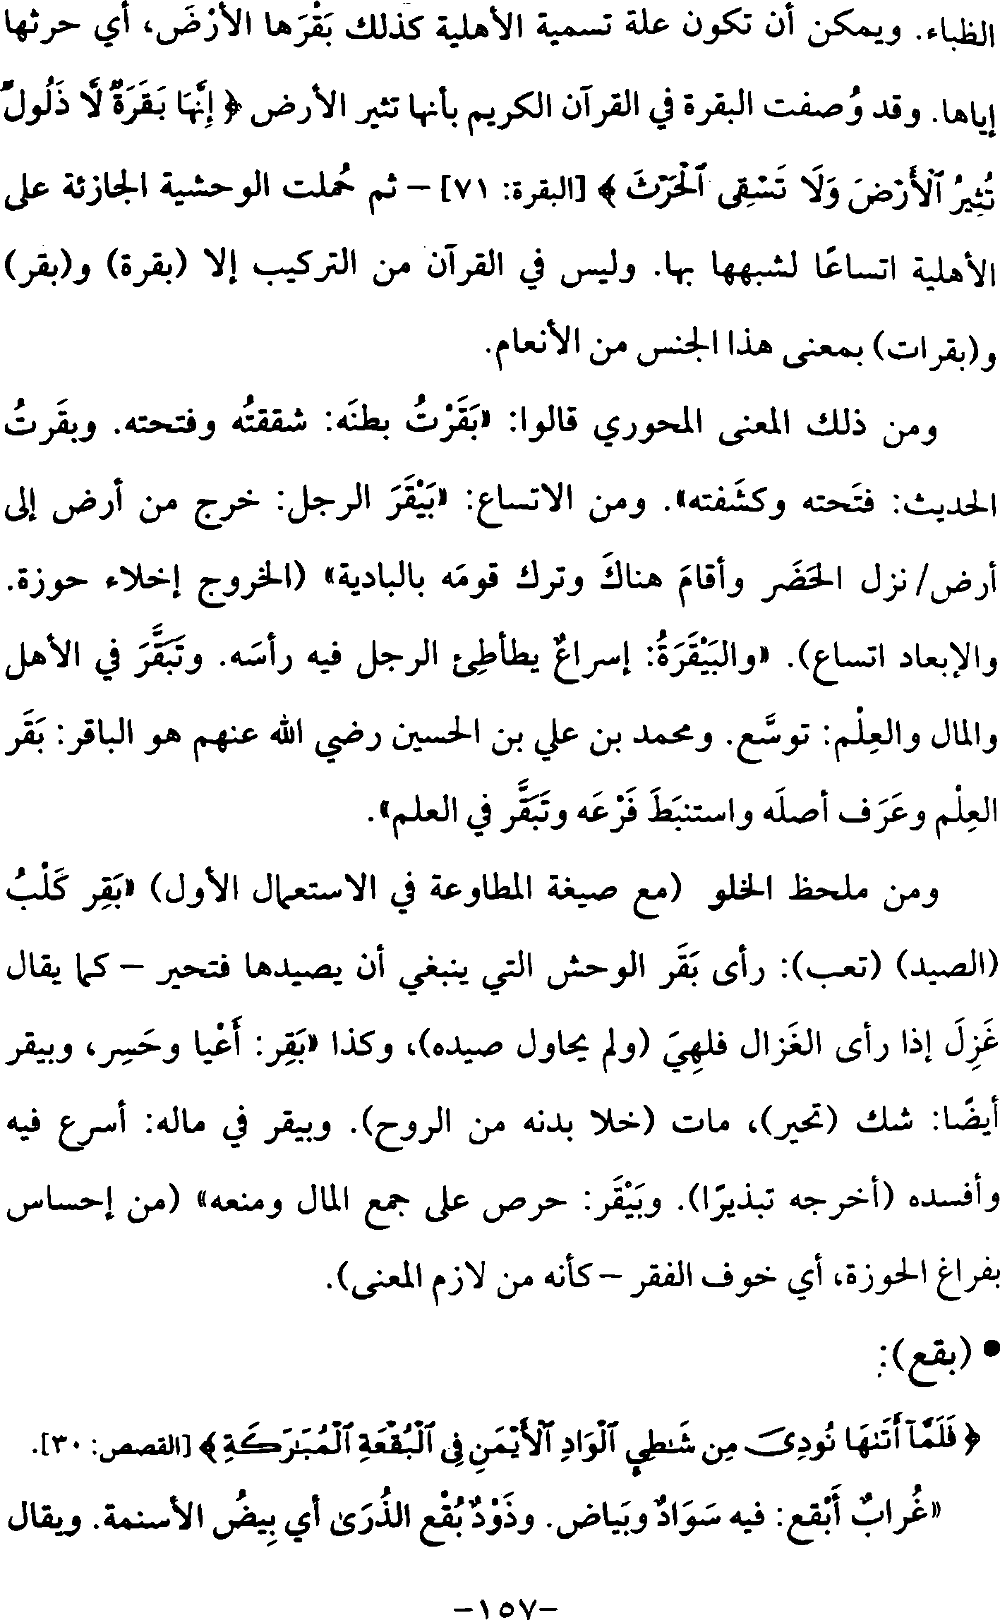 الظباء. ويمكن أن تكون علة تسمية الأهلية كذلك بَقْرَها الأرْضَ، أي حرثها
إياها. وقد وُصفت البقرة في القرآن الكريم بأنها تثير الأرض ﴿ إِنَّهَا بَقَرَةٌ لَّا ذَلُولٌ
تُثِيرُ ٱلْأَرْضَ وَلَا تَسْقِى ٱلْحَرْثَ ﴾ [البقرة: ٧١] – ثم حُملت الوحشية الجازئة على
الأهلية اتساعًا لشبهها بها. وليس في القرآن من التركيب إلا (بقرة) و(بقر)
و(بقرات) بمعنى هذا الجنس من الأنعام.
ومن ذلك المعنى المحوري قالوا: «بَقَرْتُ بطنَه: شققتُه وفتحته. وبقَرتُ
الحديث: فتَحته وكشَفته». ومن الاتساع: «بَيْقَرَ الرجل: خرج من أرض إلى
أرض/ نزل الحَضَر وأقامَ هناكَ وترك قومَه بالبادية» (الخروج إخلاء حوزة.
والإبعاد اتساع). «والبَيْقَرَةُ: إسراعٌ يطأطِئ الرجل فيه رأسَه. وتَبَقَّرَ في الأهل
والمال والعِلْم: توسَّع. ومحمد بن علي بن الحسين رضي الله عنهم هو الباقر: بَقَر
العِلْم وعَرَف أصلَه واستنبَطَ فَرْعَه وتَبَقَّر في العلم».
ومن ملحظ الخلو (مع صيغة المطاوعة في الاستعمال الأول) «بَقِر كَلْبُ
(الصيد) (تعب): رأى بَقَر الوحش التي ينبغي أن يصيدها فتحير – كما يقال
غَزِلَ إذا رأى الغَزال فلهِيَ (ولم يحاول صيده)، وكذا «بَقِر: أَعْيا وحَسِر، وبيقر
أيضًا: شك (تحير)، مات (خلا بدنه من الروح). وبيقر في ماله: أسرع فيه
وأفسده (أخرجه تبذيرًا). وبَيْقَر: حرص على جمع المال ومنعه» (من إحساس
بفراغ الحوزة، أي خوف الفقر – كأنه من لازم المعنى).
• (بقع):
﴿ فَلَمَّآ أَتَىٰهَا نُودِىَ مِن شَٰطِئِ ٱلْوَادِ ٱلْأَيْمَنِ فِى ٱلْبُقْعَةِ ٱلْمُبَٰرَكَةِ ﴾ [القصص: ٣٠].
«غُرابٌ أَبْقع: فيه سَوَادٌ وبَياض. وذَوْدٌ بُقْع الذُرَىٰ أي بِيضُ الأسنمة. ويقال
–١٥٧–